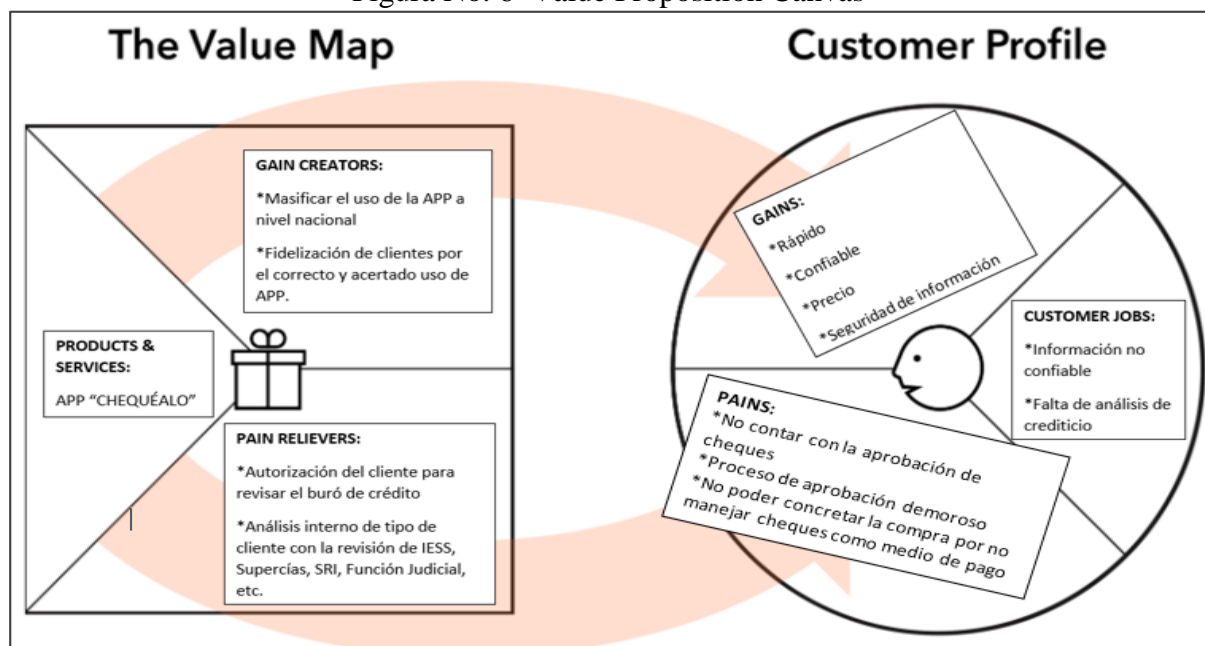 The Value Map
Customer Profile
GAIN CREATORS:
*Masificar el uso de la APP a
nivel nacional
*Fidelización de clientes por
el correcto y acertado uso de
APP.
PRODUCTS &
SERVICES:
APP "CHEQUÉALO"
PAIN RELIEVERS:
*Autorización del cliente para
revisar el buró de crédito
*Análisis interno de tipo de
cliente con la revisión de IESS,
Supercías, SRI, Función Judicial,
etc.
GAINS:
*Rápido
*Confiable
*Precio
*Seguridad de información
CUSTOMER JOBS:
*Información no
confiable
*Falta de análisis de
crediticio
PAINS:
*No contar con la aprobación de
cheques
*Proceso de aprobación demoroso
*No poder concretar la compra por no
manejar cheques como medio de pago